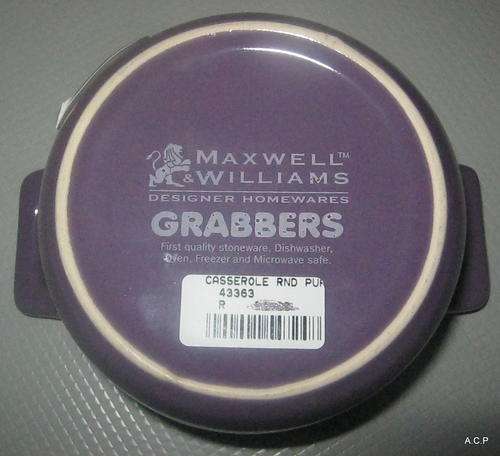 MAXWELL™
& WILLIAMS
DESIGNER HOMEWARES
GRABBERS
First quality stoneware, Dishwasher,
Oven, Freezer and Microwave safe.
CASSEROLE RND PUR
43363
R
A.C.P